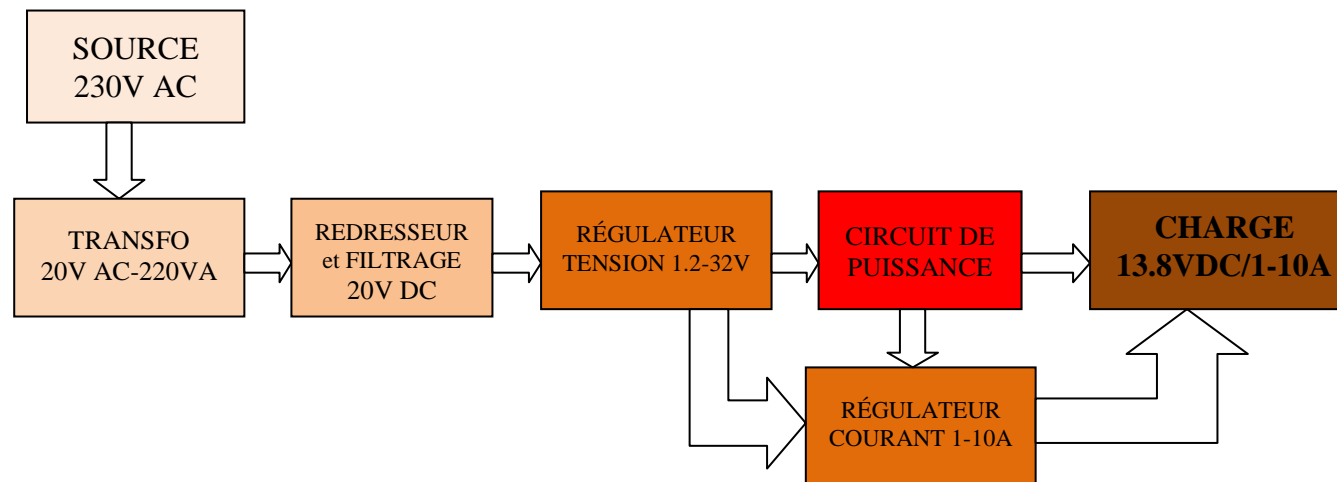 SOURCE
230V AC
TRANSFO
20V AC-220VA
REDRESSEUR
et FILTRAGE
20V DC
RÉGULATEUR
TENSION 1.2-32V
CIRCUIT DE
PUISSANCE
CHARGE
13.8VDC/1-10A
RÉGULATEUR
COURANT 1-10A